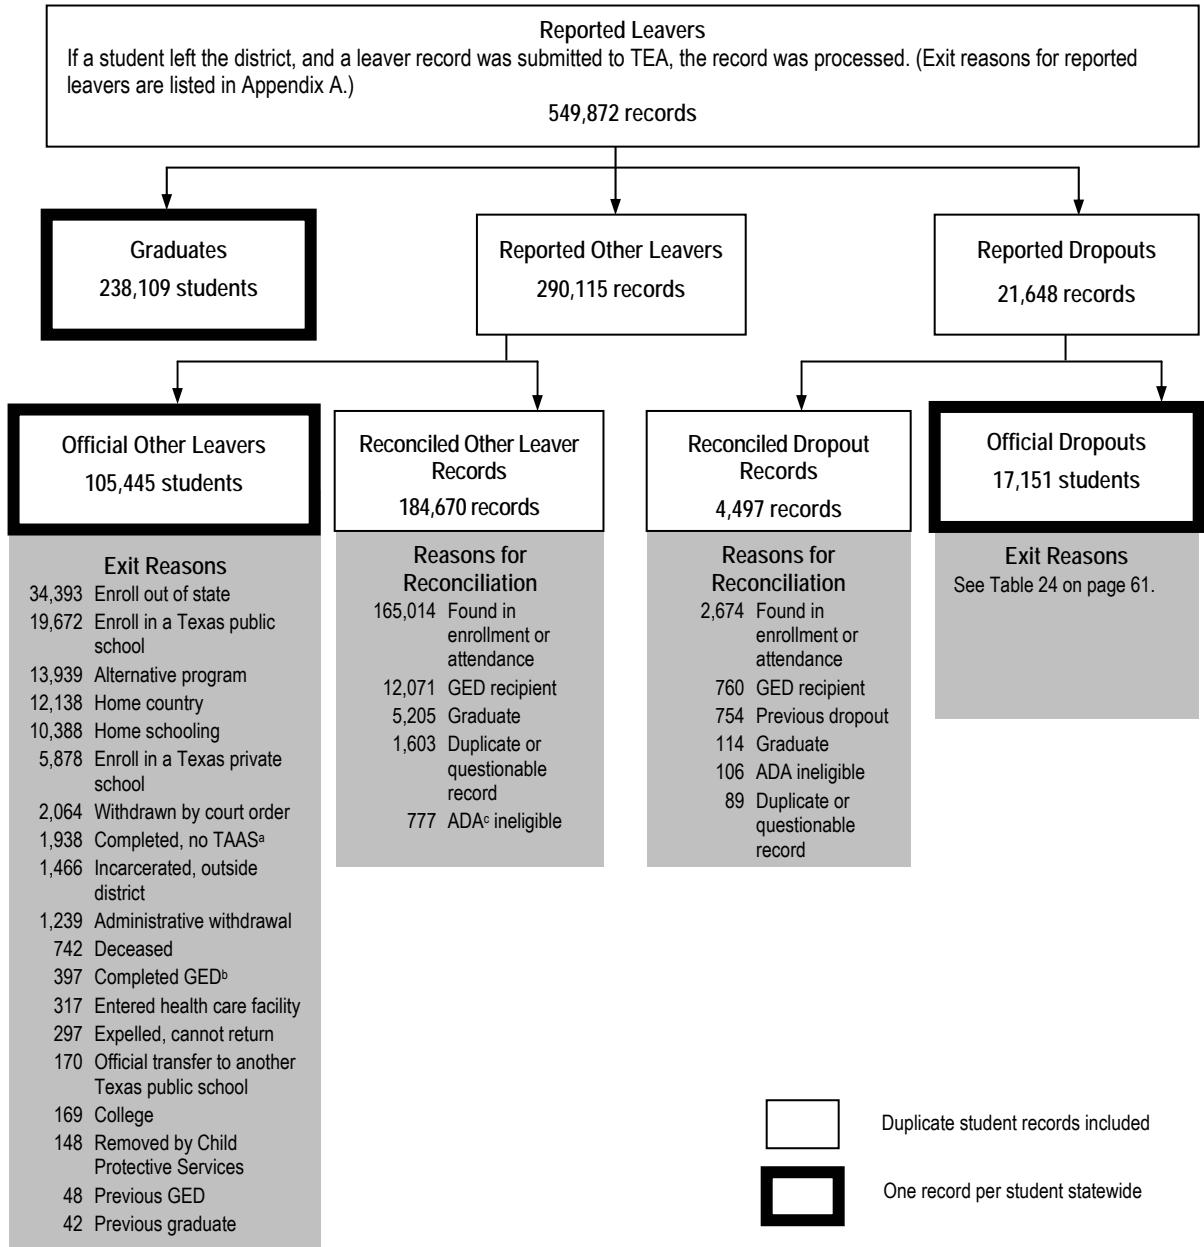 Reported Leavers
If a student left the district, and a leaver record was submitted to TEA, the record was processed. (Exit reasons for reported
leavers are listed in Appendix A.)
549,872 records
Graduates
238,109 students
Reported Other Leavers
290,115 records
Reported Dropouts
21,648 records
Official Other Leavers
105,445 students
Exit Reasons
34,393 Enroll out of state
19,672 Enroll in a Texas public
school
13,939 Alternative program
12,138 Home country
10,388 Home schooling
5,878 Enroll in a Texas private
school
2,064 Withdrawn by court order
1,938 Completed, no TAASᵃ
1,466 Incarcerated, outside
district
1,239 Administrative withdrawal
742 Deceased
397 Completed GEDᵇ
317 Entered health care facility
297 Expelled, cannot return
170 Official transfer to another
Texas public school
169 College
148 Removed by Child
Protective Services
48 Previous GED
42 Previous graduate
Reconciled Other Leaver
Records
184,670 records
Reasons for
Reconciliation
165,014 Found in
enrollment or
attendance
12,071 GED recipient
5,205 Graduate
1,603 Duplicate or
questionable
record
777 ADAᶜ ineligible
Reconciled Dropout
Records
4,497 records
Reasons for
Reconciliation
2,674 Found in
enrollment or
attendance
760 GED recipient
754 Previous dropout
114 Graduate
106 ADA ineligible
89 Duplicate or
questionable
record
Official Dropouts
17,151 students
Exit Reasons
See Table 24 on page 61.
Duplicate student records included
One record per student statewide